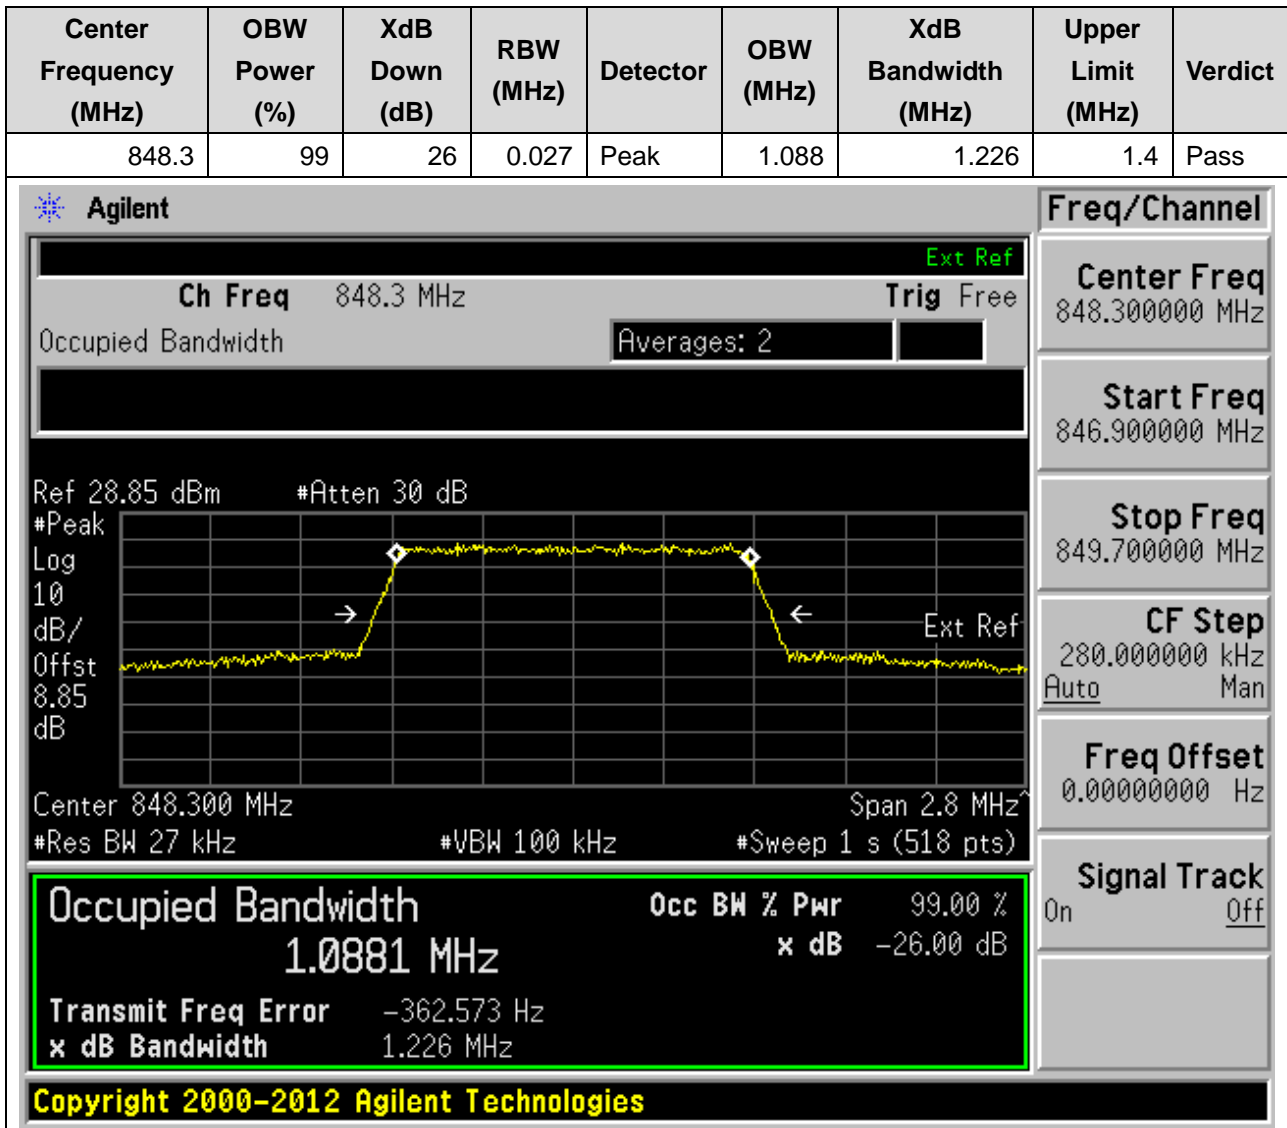 Center Frequency (MHz) OBW Power (%) XdB Down (dB) RBW (MHz) Detector OBW (MHz) XdB Bandwidth (MHz) Upper Limit (MHz) Verdict
848.3 99 26 0.027 Peak 1.088 1.226 1.4 Pass
Agilent
Freq/Channel
Ext Ref
Ch Freq 848.3 MHz Trig Free
Occupied Bandwidth Averages: 2
Center Freq
848.300000 MHz
Start Freq
846.900000 MHz
Stop Freq
849.700000 MHz
CF Step
280.000000 kHz
Auto Man
Freq Offset
0.00000000 Hz
Signal Track
On Off
Ref 28.85 dBm #Atten 30 dB
#Peak
Log
10
dB/
Offst
8.85
dB
Ext Ref
Center 848.300 MHz Span 2.8 MHz^
#Res BW 27 kHz #VBW 100 kHz #Sweep 1 s (518 pts)
Occupied Bandwidth Occ BW % Pwr 99.00 %
1.0881 MHz x dB -26.00 dB
Transmit Freq Error -362.573 Hz
x dB Bandwidth 1.226 MHz
Copyright 2000-2012 Agilent Technologies